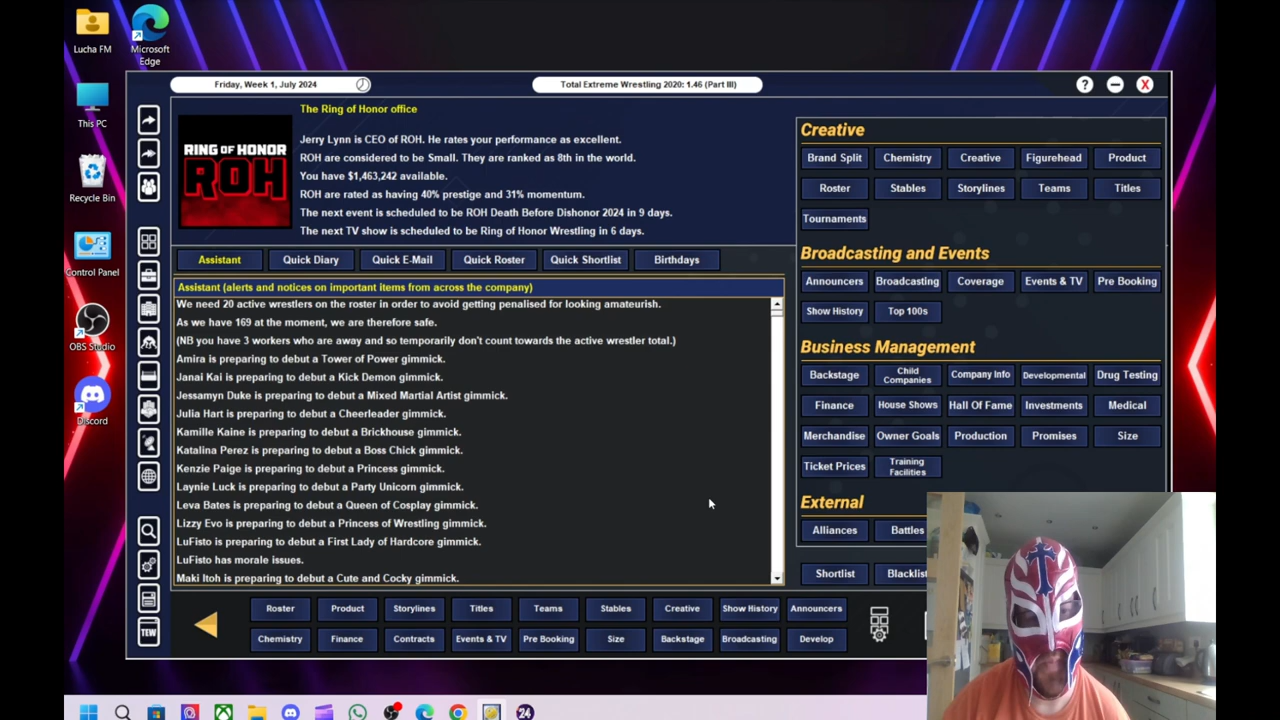 Lucha FM
Microsoft
Edge
This PC
Recycle Bin
Control Panel
OBS Studio
Discord
Friday, Week 1, July 2024
Total Extreme Wrestling 2020: 1.46 (Part III)
?
X
The Ring of Honor office
RING OF HONOR
ROH
Jerry Lynn is CEO of ROH. He rates your performance as excellent.
ROH are considered to be Small. They are ranked as 8th in the world.
You have $1,463,242 available.
ROH are rated as having 40% prestige and 31% momentum.
The next event is scheduled to be ROH Death Before Dishonor 2024 in 9 days.
The next TV show is scheduled to be Ring of Honor Wrestling in 6 days.
Assistant Quick Diary Quick E-Mail Quick Roster Quick Shortlist Birthdays
Assistant (alerts and notices on important items from across the company)
We need 20 active wrestlers on the roster in order to avoid getting penalised for looking amateurish.
As we have 169 at the moment, we are therefore safe.
(NB you have 3 workers who are away and so temporarily don't count towards the active wrestler total.)
Amira is preparing to debut a Tower of Power gimmick.
Janai Kai is preparing to debut a Kick Demon gimmick.
Jessamyn Duke is preparing to debut a Mixed Martial Artist gimmick.
Julia Hart is preparing to debut a Cheerleader gimmick.
Kamille Kaine is preparing to debut a Brickhouse gimmick.
Katalina Perez is preparing to debut a Boss Chick gimmick.
Kenzie Paige is preparing to debut a Princess gimmick.
Laynie Luck is preparing to debut a Party Unicorn gimmick.
Leva Bates is preparing to debut a Queen of Cosplay gimmick.
Lizzy Evo is preparing to debut a Princess of Wrestling gimmick.
LuFisto is preparing to debut a First Lady of Hardcore gimmick.
LuFisto has morale issues.
Maki Itoh is preparing to debut a Cute and Cocky gimmick.
Creative
Brand Split Chemistry Creative Figurehead Product
Roster Stables Storylines Teams Titles
Tournaments
Broadcasting and Events
Announcers Broadcasting Coverage Events & TV Pre Booking
Show History Top 100s
Business Management
Backstage Child Companies Company Info Developmental Drug Testing
Finance House Shows Hall Of Fame Investments Medical
Merchandise Owner Goals Production Promises Size
Ticket Prices Training Facilities
External
Alliances Battles
Shortlist Blacklist
Roster Product Storylines Titles Teams Stables Creative Show History Announcers
Chemistry Finance Contracts Events & TV Pre Booking Size Backstage Broadcasting Develop
TEW
24